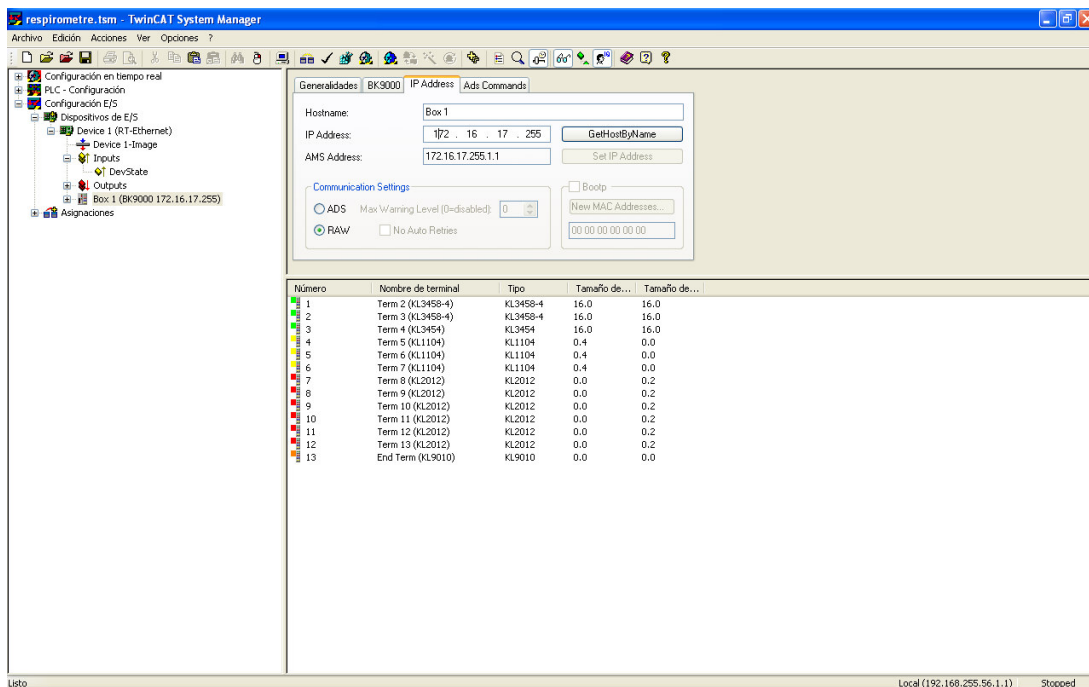 respirometre.tsm - TwinCAT System Manager
Archivo Edición Acciones Ver Opciones ?
Configuración en tiempo real
PLC - Configuración
Configuración E/S
Dispositivos de E/S
Device 1 (RT-Ethernet)
Device 1-Image
Inputs
DevState
Outputs
Box 1 (BK9000 172.16.17.255)
Asignaciones
Generalidades BK9000 IP Address Ads Commands
Hostname: Box 1
IP Address: 172 . 16 . 17 . 255 GetHostByName
AMS Address: 172.16.17.255.1.1 Set IP Address
Communication Settings Bootp
ADS Max Warning Level (0=disabled): 0 New MAC Addresses...
RAW No Auto Retries 00 00 00 00 00 00
Número Nombre de terminal Tipo Tamaño de... Tamaño de...
1 Term 2 (KL3458-4) KL3458-4 16.0 16.0
2 Term 3 (KL3458-4) KL3458-4 16.0 16.0
3 Term 4 (KL3454) KL3454 16.0 16.0
4 Term 5 (KL1104) KL1104 0.4 0.0
5 Term 6 (KL1104) KL1104 0.4 0.0
6 Term 7 (KL1104) KL1104 0.4 0.0
7 Term 8 (KL2012) KL2012 0.0 0.2
8 Term 9 (KL2012) KL2012 0.0 0.2
9 Term 10 (KL2012) KL2012 0.0 0.2
10 Term 11 (KL2012) KL2012 0.0 0.2
11 Term 12 (KL2012) KL2012 0.0 0.2
12 Term 13 (KL2012) KL2012 0.0 0.2
13 End Term (KL9010) KL9010 0.0 0.0
Listo Local (192.168.255.56.1.1) Stopped